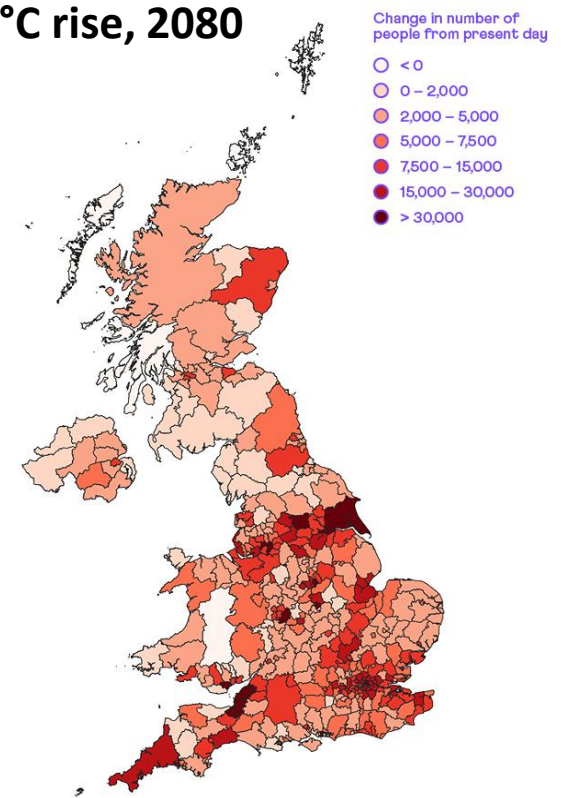 °C rise, 2080
Change in number of
people from present day
< 0
0 – 2,000
2,000 – 5,000
5,000 – 7,500
7,500 – 15,000
15,000 – 30,000
> 30,000